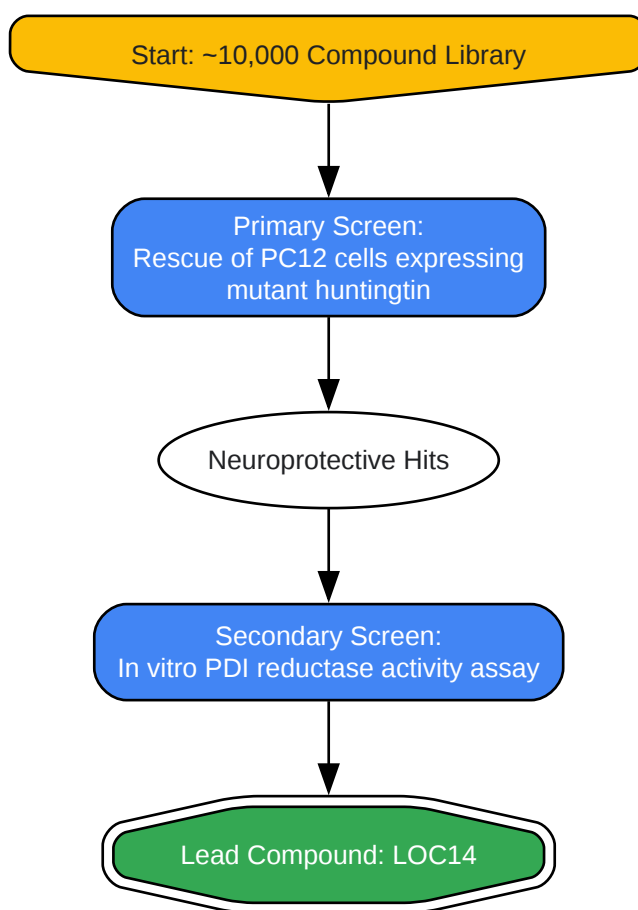 Start: ~10,000 Compound Library
Primary Screen:
Rescue of PC12 cells expressing
mutant huntingtin
Neuroprotective Hits
Secondary Screen:
In vitro PDI reductase activity assay
Lead Compound: LOC14